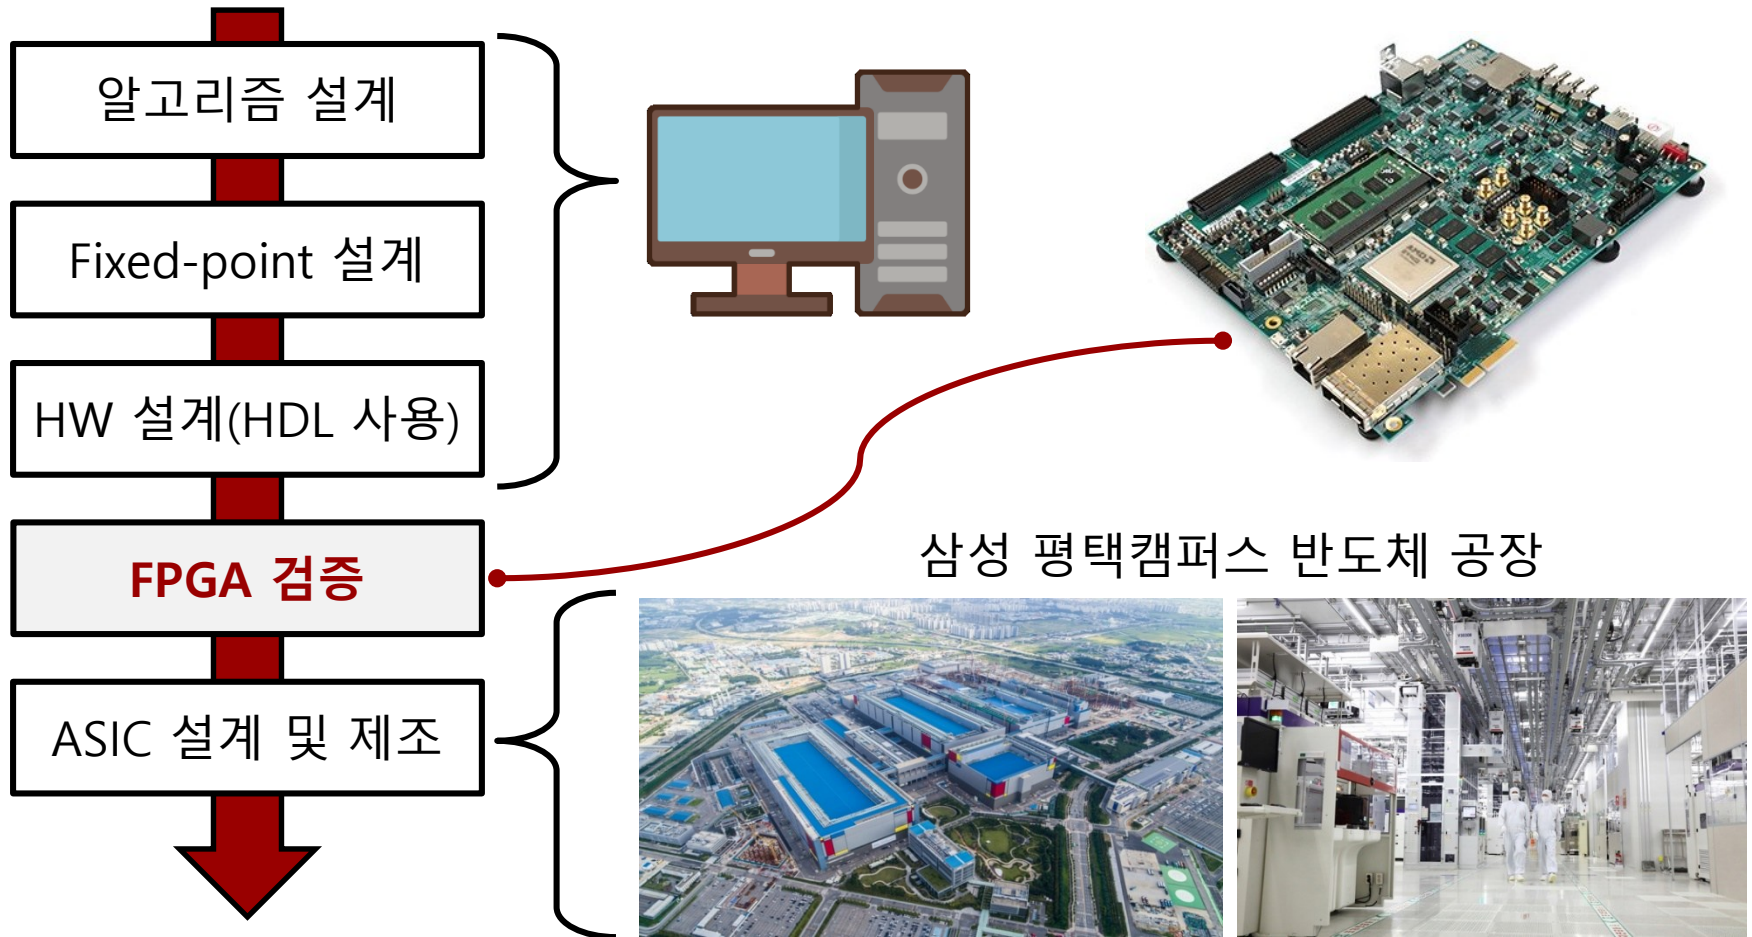 알고리즘 설계
Fixed-point 설계
HW 설계(HDL 사용)
FPGA 검증
ASIC 설계 및 제조
삼성 평택캠퍼스 반도체 공장